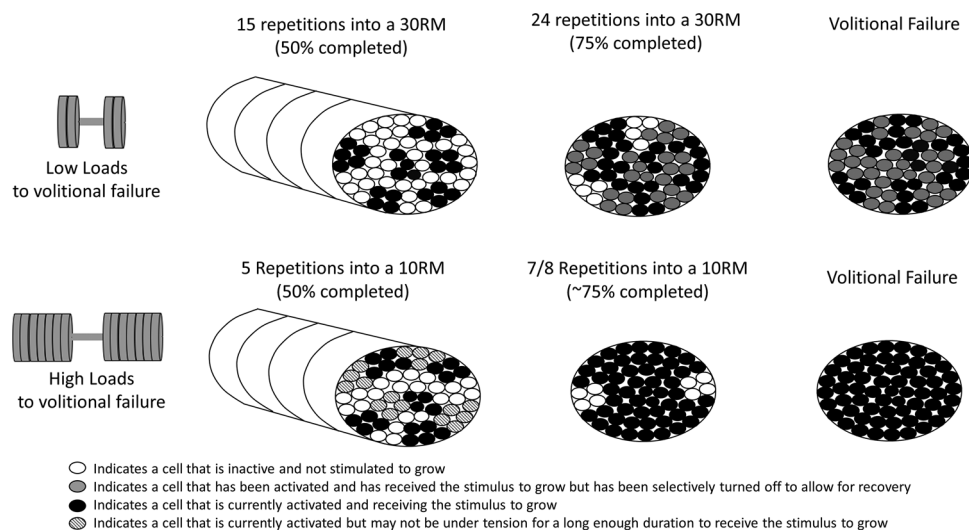 15 repetitions into a 30RM
(50% completed)
24 repetitions into a 30RM
(75% completed)
Volitional Failure
Low Loads
to volitional failure
5 Repetitions into a 10RM
(50% completed)
7/8 Repetitions into a 10RM
(~75% completed)
Volitional Failure
High Loads
to volitional failure
Indicates a cell that is inactive and not stimulated to grow
Indicates a cell that has been activated and has received the stimulus to grow but has been selectively turned off to allow for recovery
Indicates a cell that is currently activated and receiving the stimulus to grow
Indicates a cell that is currently activated but may not be under tension for a long enough duration to receive the stimulus to grow